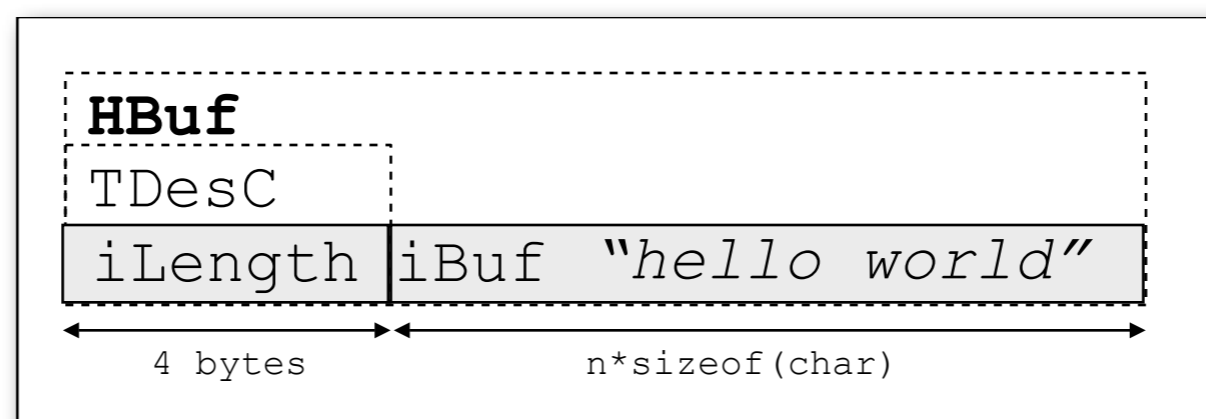 HBuf
TDesC
iLength iBuf “hello world”
4 bytes n*sizeof(char)